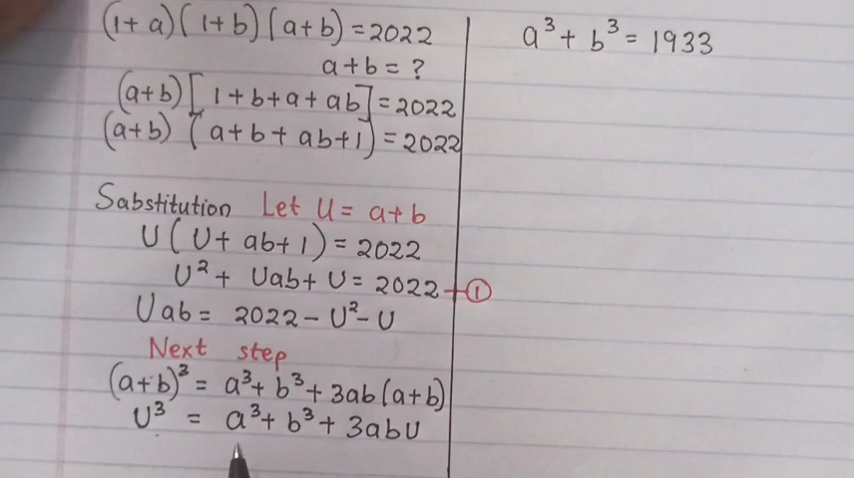 (1+a)(1+b)(a+b)=2022
a+b=?
(a+b)[1+b+a+ab]=2022
(a+b)(a+b+ab+1)=2022
Sabstitution Let U=a+b
U(U+ab+1)=2022
U²+Uab+U=2022—①
Uab=2022-U²-U
Next step
(a+b)³=a³+b³+3ab(a+b)
U³=a³+b³+3abU
a³+b³=1933